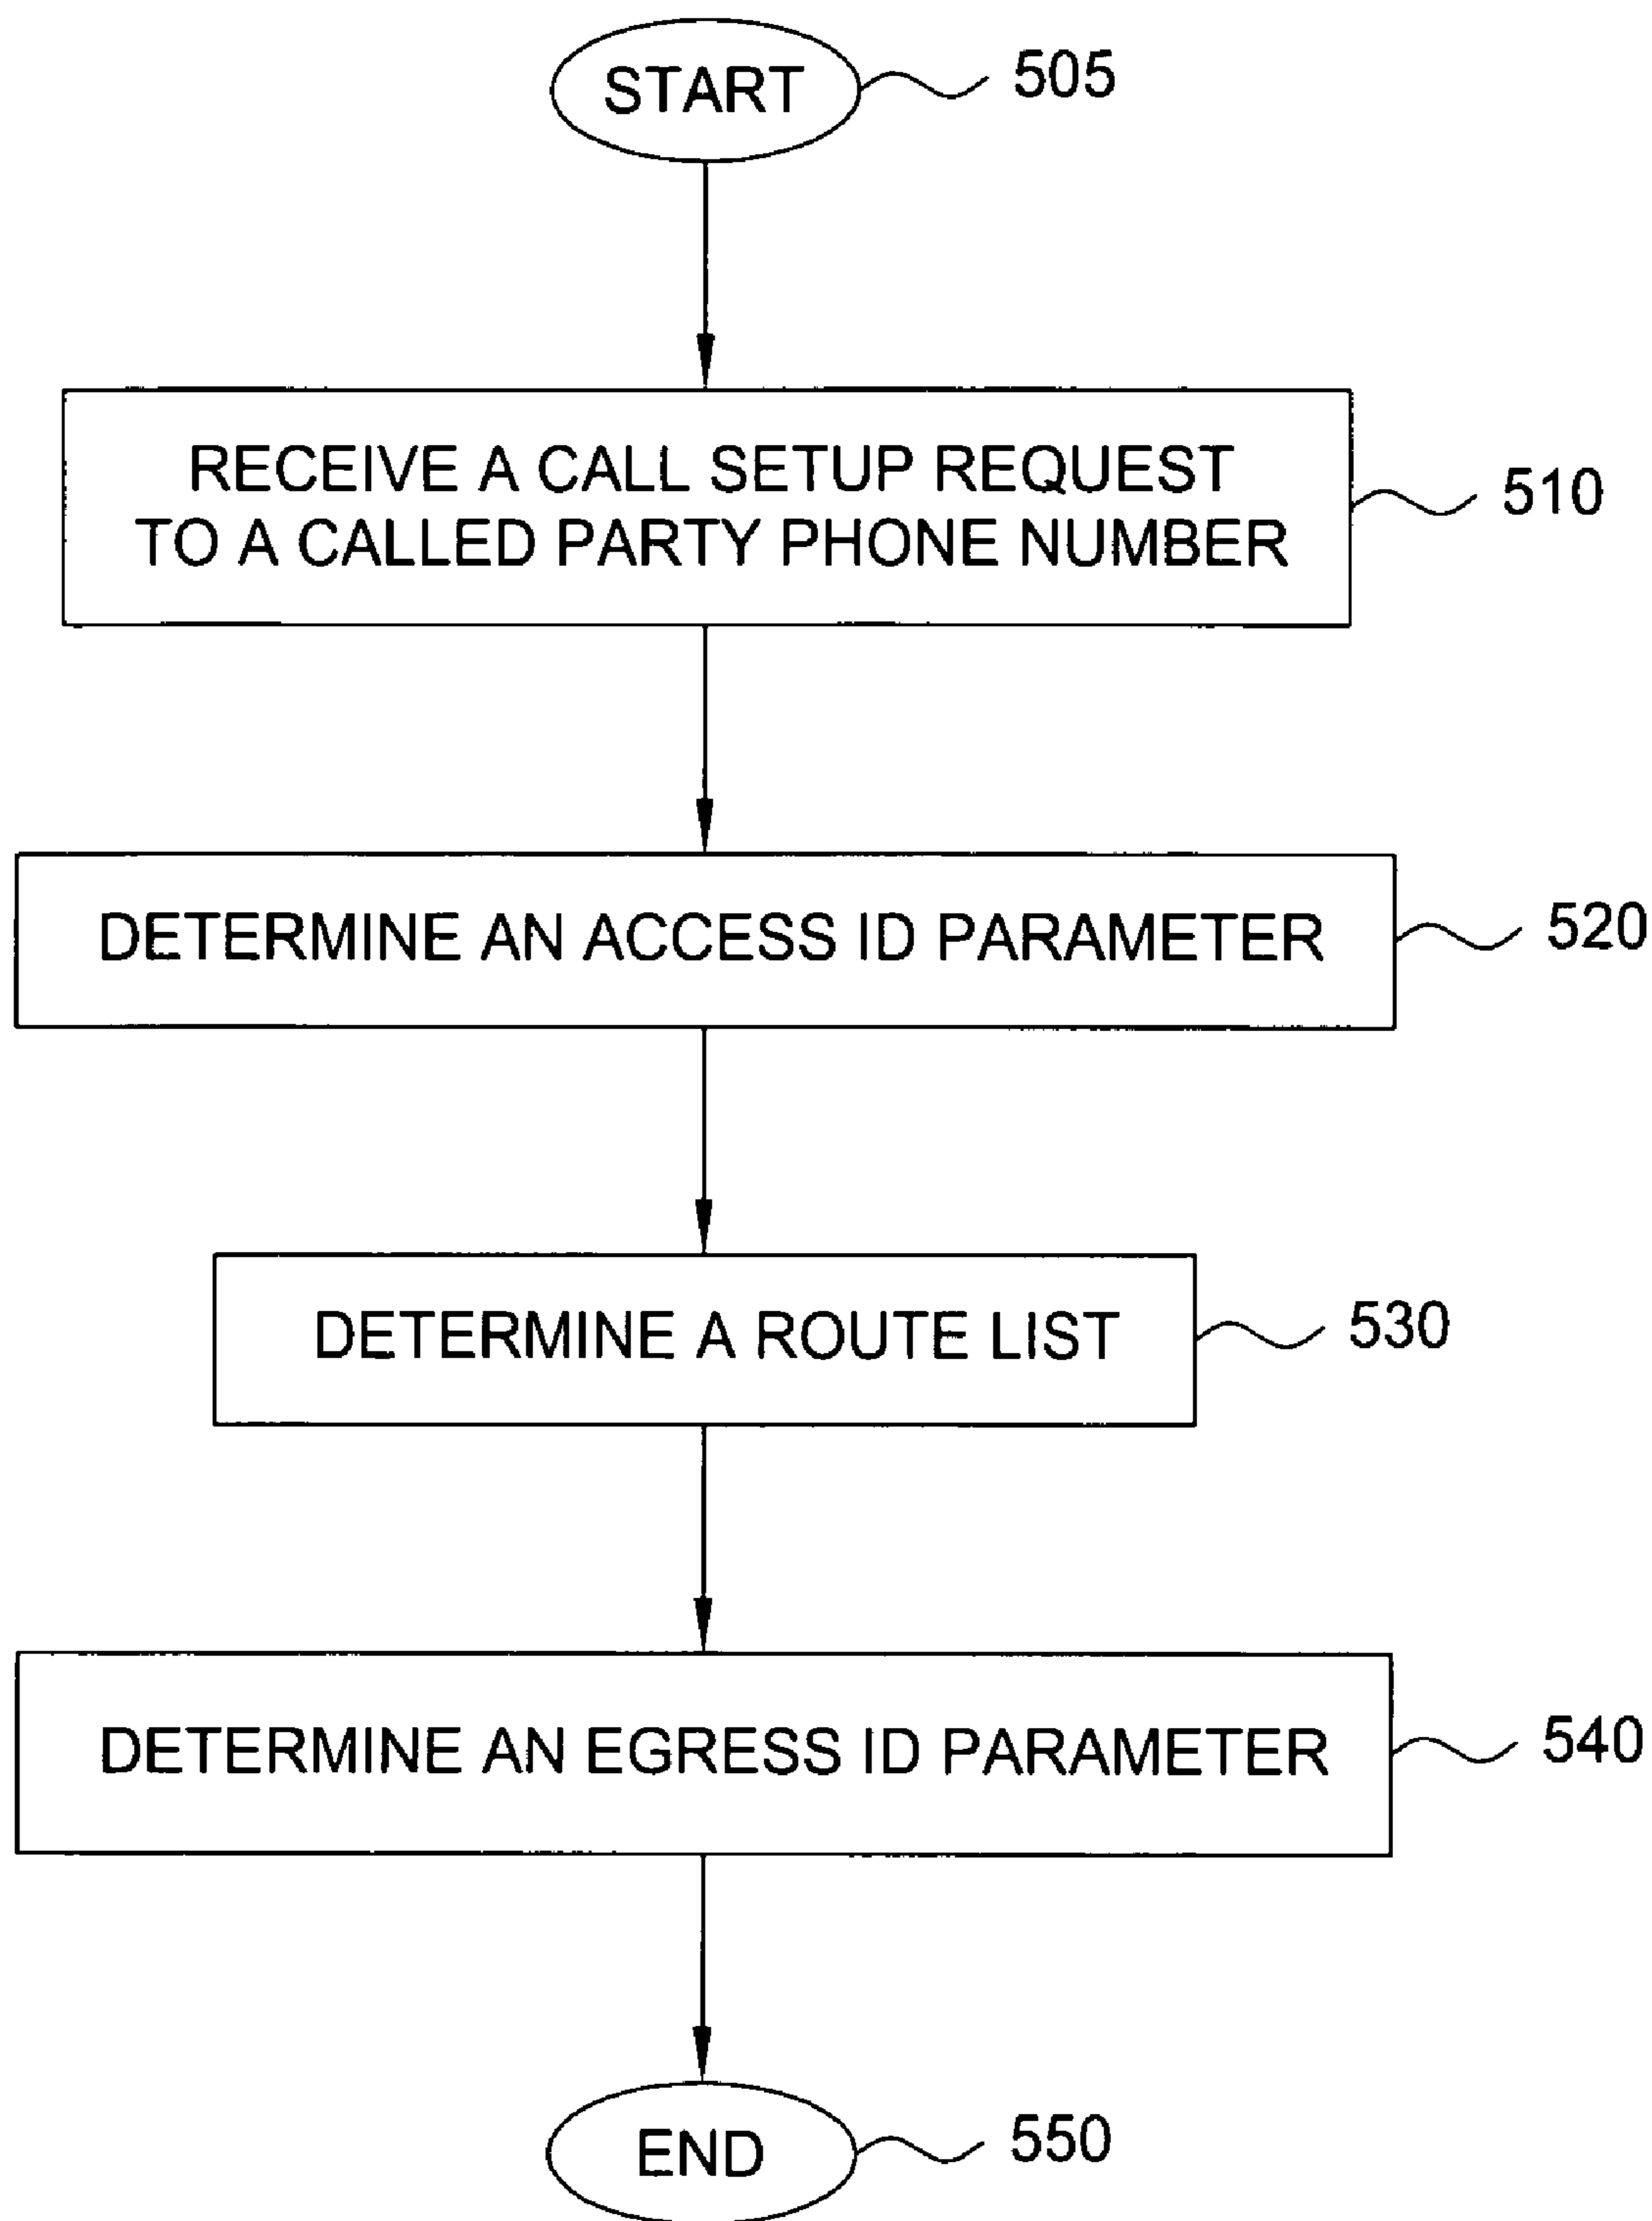 START
505
RECEIVE A CALL SETUP REQUEST
TO A CALLED PARTY PHONE NUMBER
510
DETERMINE AN ACCESS ID PARAMETER
520
DETERMINE A ROUTE LIST
530
DETERMINE AN EGRESS ID PARAMETER
540
END
550